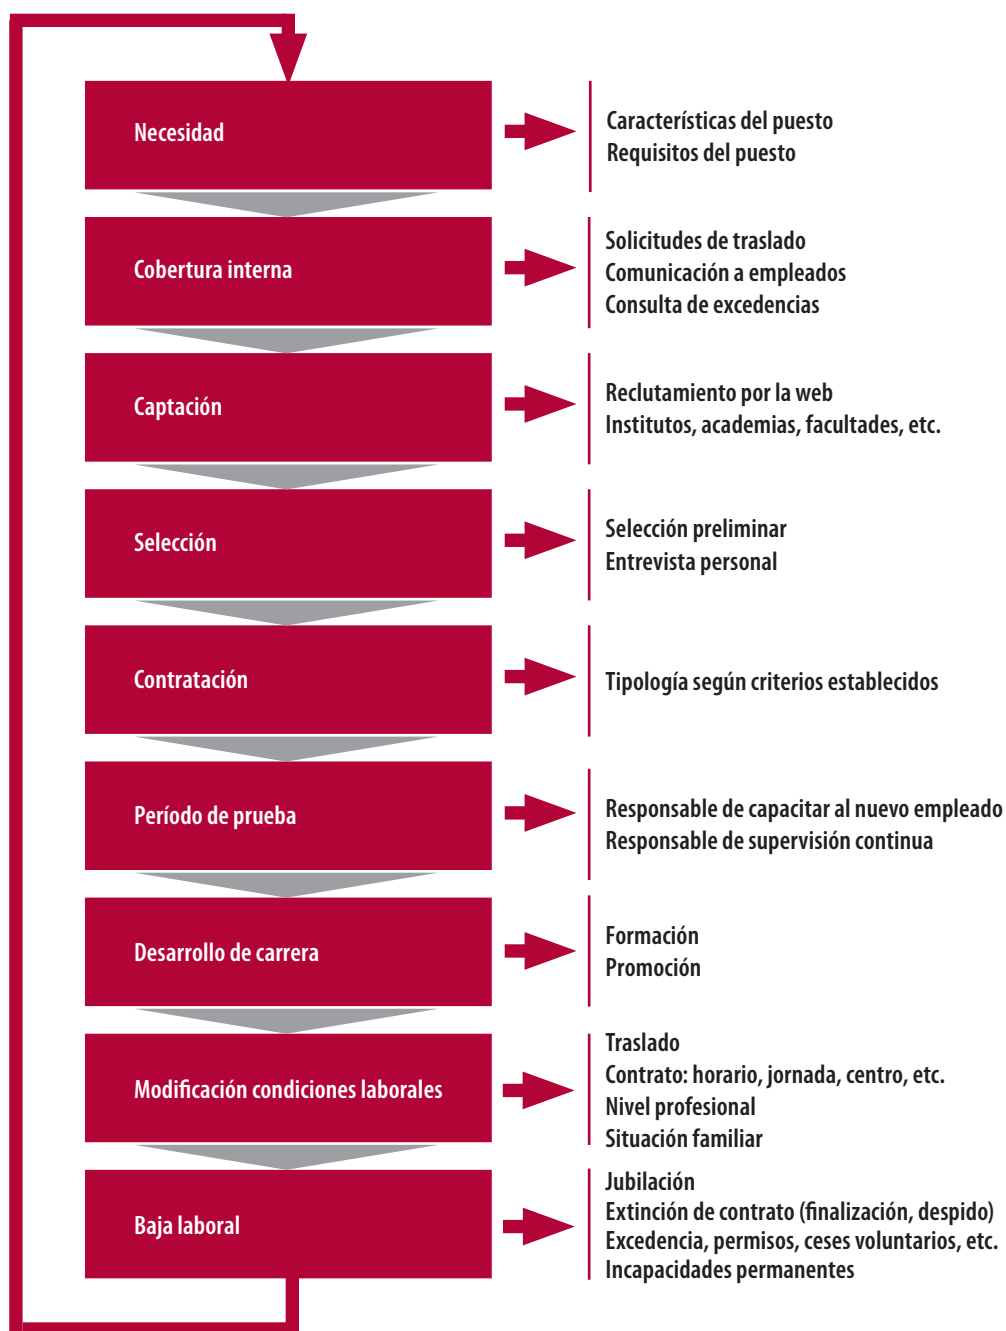 Necesidad
Características del puesto
Requisitos del puesto
Cobertura interna
Solicitudes de traslado
Comunicación a empleados
Consulta de excedencias
Captación
Reclutamiento por la web
Institutos, academias, facultades, etc.
Selección
Selección preliminar
Entrevista personal
Contratación
Tipología según criterios establecidos
Período de prueba
Responsable de capacitar al nuevo empleado
Responsable de supervisión continua
Desarrollo de carrera
Formación
Promoción
Modificación condiciones laborales
Traslado
Contrato: horario, jornada, centro, etc.
Nivel profesional
Situación familiar
Baja laboral
Jubilación
Extinción de contrato (finalización, despido)
Excedencia, permisos, ceses voluntarios, etc.
Incapacidades permanentes